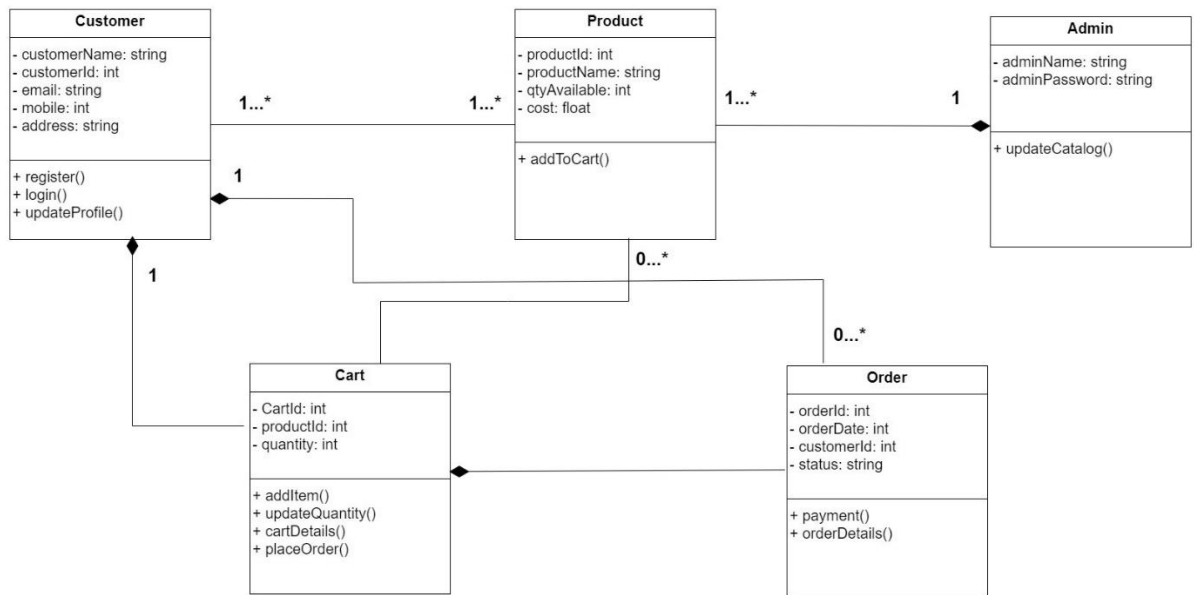 Customer
- customerName: string
- customerId: int
- email: string
- mobile: int
- address: string
+ register()
+ login()
+ updateProfile()
1...*
1...*
Product
- productId: int
- productName: string
- qtyAvailable: int
- cost: float
+ addToCart()
1...*
1
Admin
- adminName: string
- adminPassword: string
+ updateCatalog()
1
1
0...*
0...*
Cart
- CartId: int
- productId: int
- quantity: int
+ addItem()
+ updateQuantity()
+ cartDetails()
+ placeOrder()
Order
- orderId: int
- orderDate: int
- customerId: int
- status: string
+ payment()
+ orderDetails()